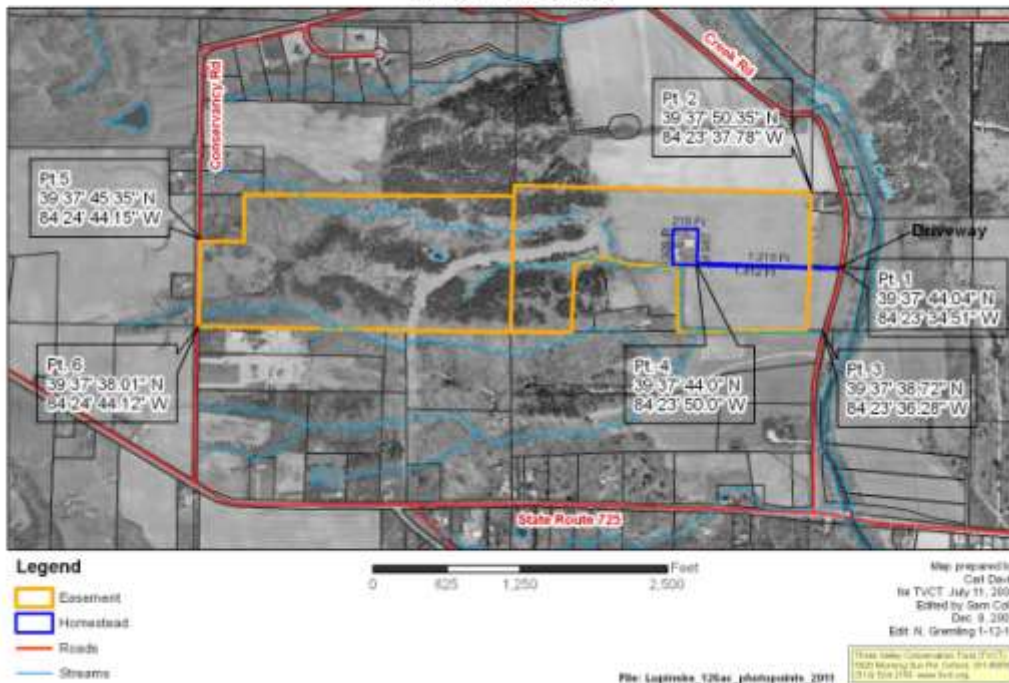 Conservancy Rd
Creek Rd
Pt. 2
39 37' 50.35" N
84 23' 37.78" W
Pt.5
39 37' 45.35" N
84 24' 44.15" W
Creek
Driveway
Pt. 1
39 37' 44.04" N
84 23' 34.51" W
Pt. 6
39 37' 38.01" N
84 24' 44.12" W
Pt. 4
39 37' 44.0" N
84 23' 50.0" W
Pt. 3
39 37' 38.72" N
84 23' 36.28" W
State Route 725
Legend
Easement
Homestead
Roads
Streams
Feet
0 625 1,250 2,500
Map prepared
for TVCT July 11,
Edited by Sam
Dec. 9,
Edit: N. Gremling 1-12-1
File: Lupinske_126ac_photopoints_2011